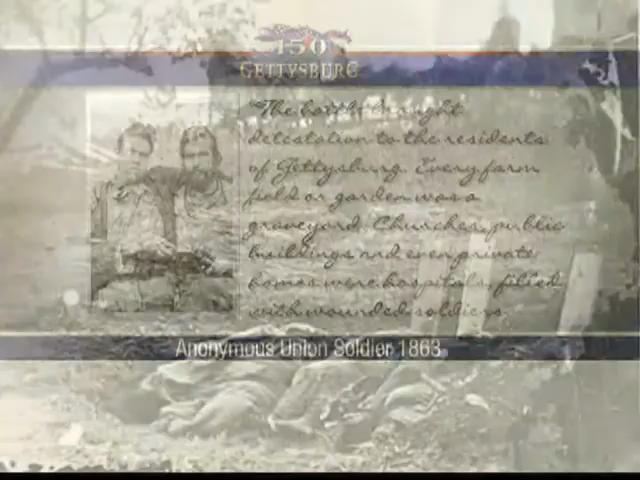 150
GETTYSBURG
"The battle brought
detestation to the residents
of Gettysburg. Every farm
field or garden was a
graveyard. Churches, public
buildings and even private
homes were hospitals, filled
with wounded soldiers.
Anonymous Union Soldier 1863